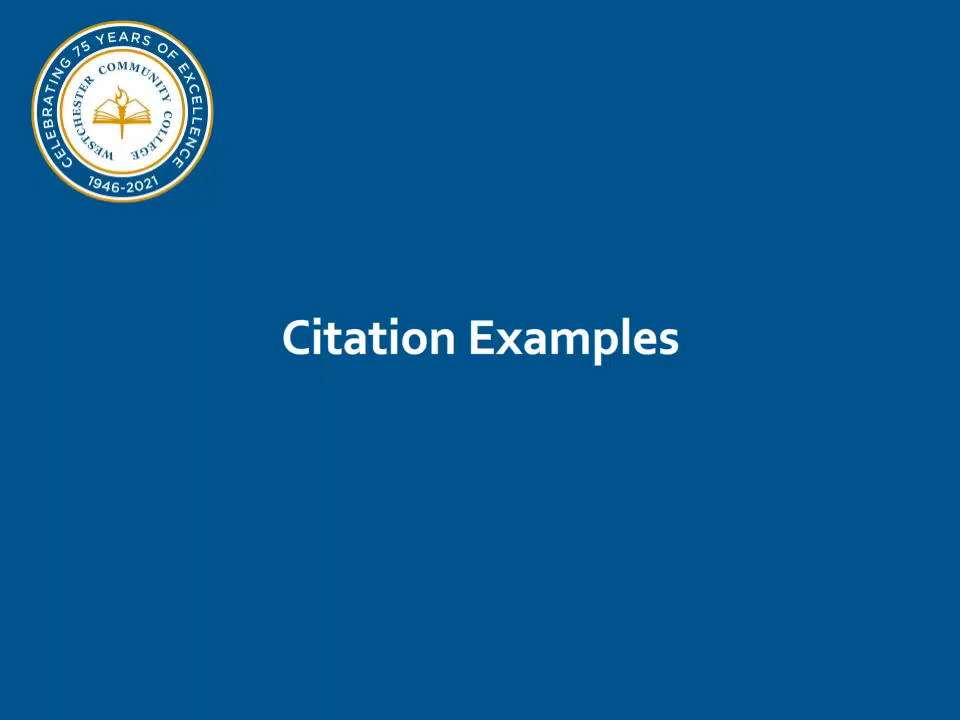 CELEBRATING 75 YEARS OF EXCELLENCE
WESTCHESTER COMMUNITY COLLEGE
1946-2021
Citation Examples